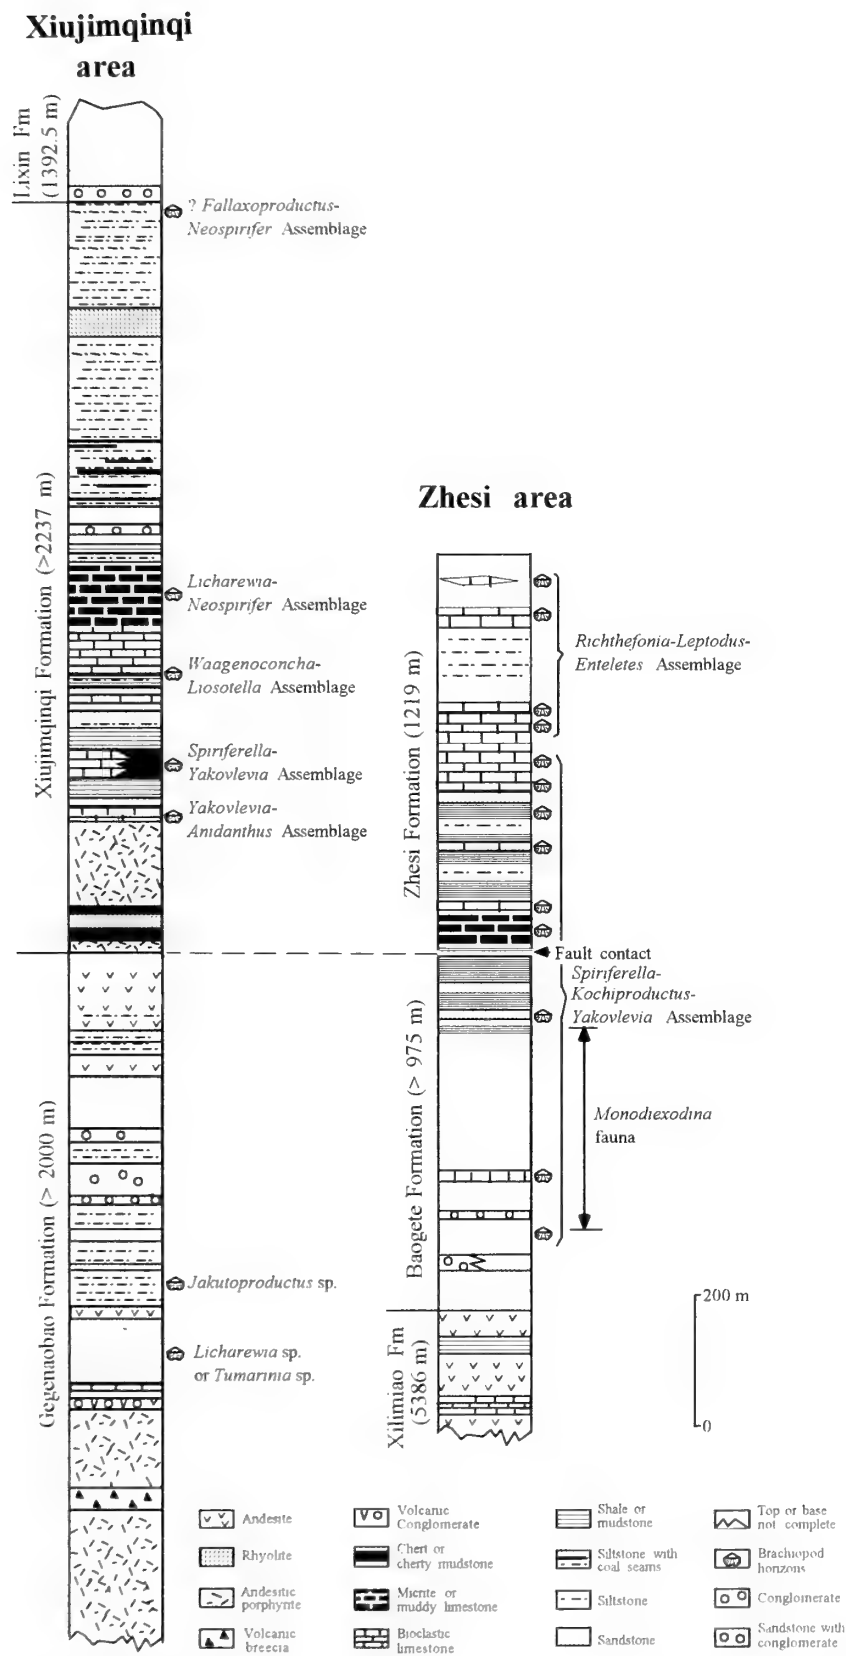 Xiujimqinqi
area
Lixin Fm
(1392.5 m)
? Fallaxoproductus-
Neospirifer Assemblage
Xiujimqinqi Formation (>2237 m)
Licharewia-
Neospirifer Assemblage
Waagenoconcha-
Liosotella Assemblage
Spiriferella-
Yakovlevia Assemblage
Yakovlevia-
Anidanthus Assemblage
Gegenaobao Formation (> 2000 m)
Jakutoproductus sp.
Licharewia sp.
or Tumarinia sp.
Zhesi area
Zhesi Formation (1219 m)
Richthefonia-Leptodus-
Enteletes Assemblage
Fault contact
Spiriferella-
Kochiproductus-
Yakovlevia Assemblage
Baogete Formation (> 975 m)
Monodiexodina
fauna
Xilimiao Fm
(5386 m)
200 m
0
Andesite
Rhyolite
Andesitic
porphyrite
Volcanic
breccia
Volcanic
Conglomerate
Chert or
cherty mudstone
Micrite or
muddy limestone
Bioclastic
limestone
Shale or
mudstone
Siltstone with
coal seams
Siltstone
Sandstone
Top or base
not complete
Brachiopod
horizons
Conglomerate
Sandstone with
conglomerate